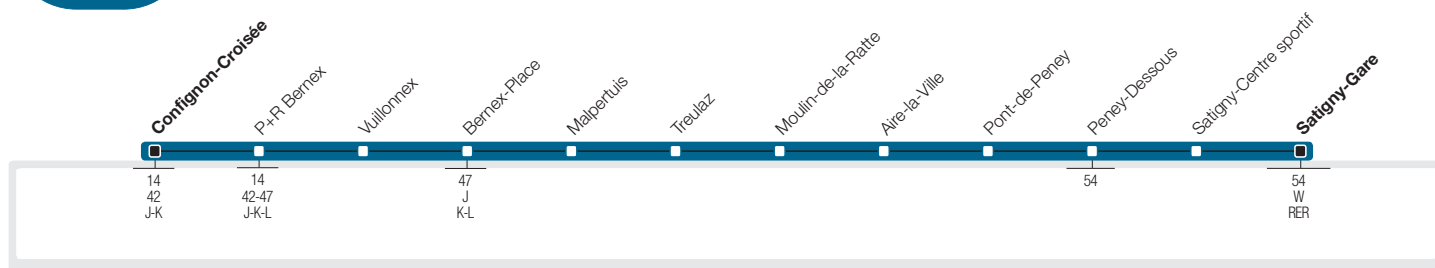 Confignon-Croisée
P+R Bernex
Vuillonnex
Bernex-Place
Malpertuis
Treulaz
Moulin-de-la-Ratte
Aire-la-Ville
Pont-de-Peney
Peney-Dessous
Satigny-Centre sportif
Satigny-Gare
14
42
J-K
14
42-47
J-K-L
47
J
K-L
54
54
W
RER